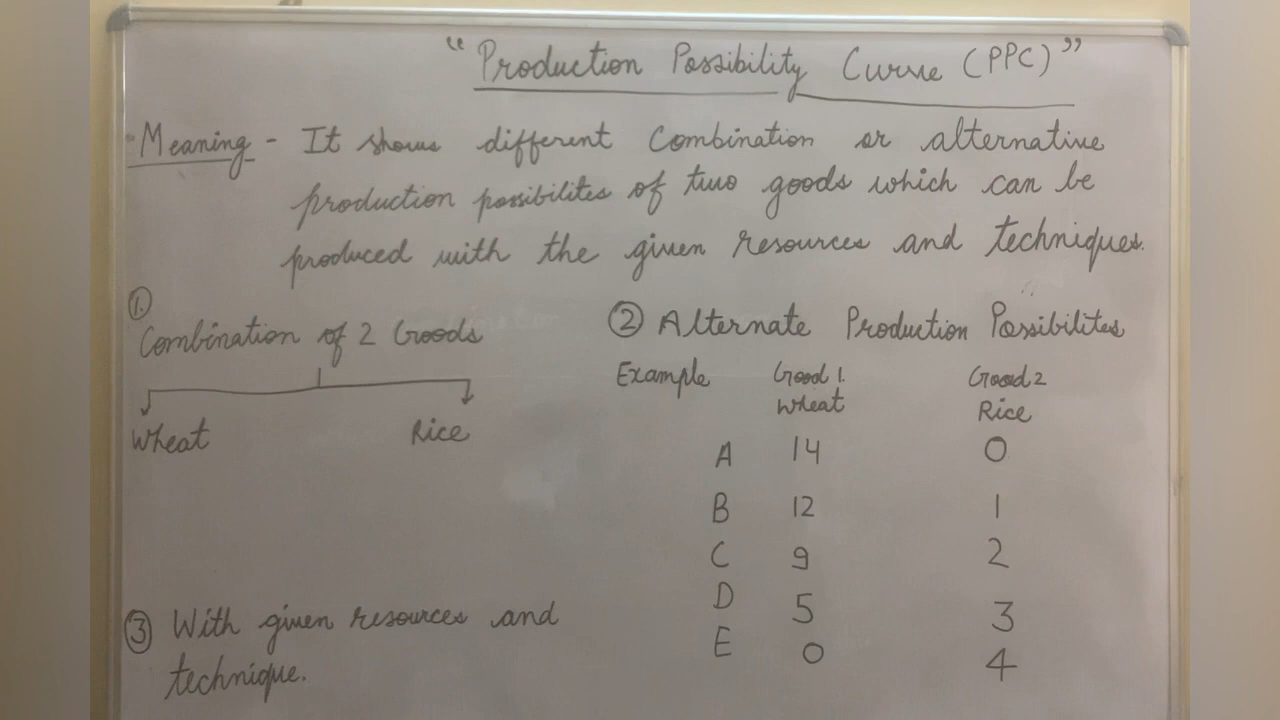 "Production Possibility Curve (PPC)"
Meaning - It shows different Combination or alternative
production possibilites of two goods which can be
produced with the given resources and techniques.
①.
Combination of 2 Goods
Wheat Rice
② Alternate Production Possibilites
Example Good 1. Good 2
Wheat Rice
A 14 0
B 12 1
C 9 2
D 5 3
E 0 4
③ With given resources and
technique.